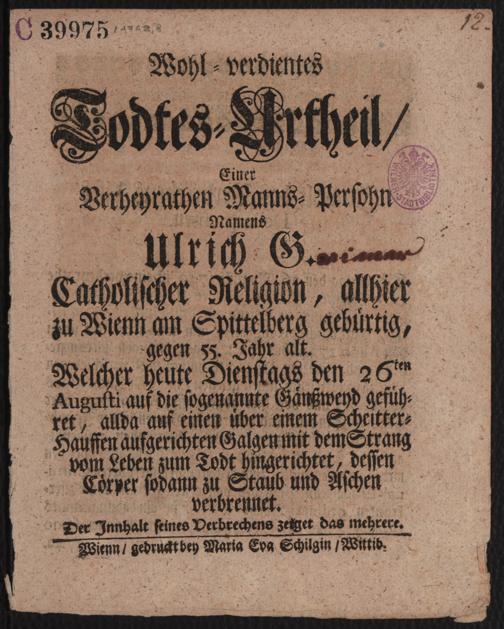 C 39975
12.
Wohl-verdientes
Todtes-Urtheil/
Einer
Verheyrathen Manns-Persohn
Namens
Ulrich G.
Catholischer Religion, allhier
zu Wienn am Spittelberg gebürtig,
gegen 55. Jahr alt.
Welcher heute Dienstags den 26ten
Augusti auf die sogenannte Gänßweyd gefüh-
ret, allda auf einen über einem Scheitter-
Hauffen aufgerichten Galgen mit dem Strang
vom Leben zum Todt hingerichtet, dessen
Cörper sodann zu Staub und Aschen
verbrennet.
Der Innhalt seines Verbrechens zeiget das mehrere.
Wienn/ gedruckt bey Maria Eva Schilgin/ Wittib.